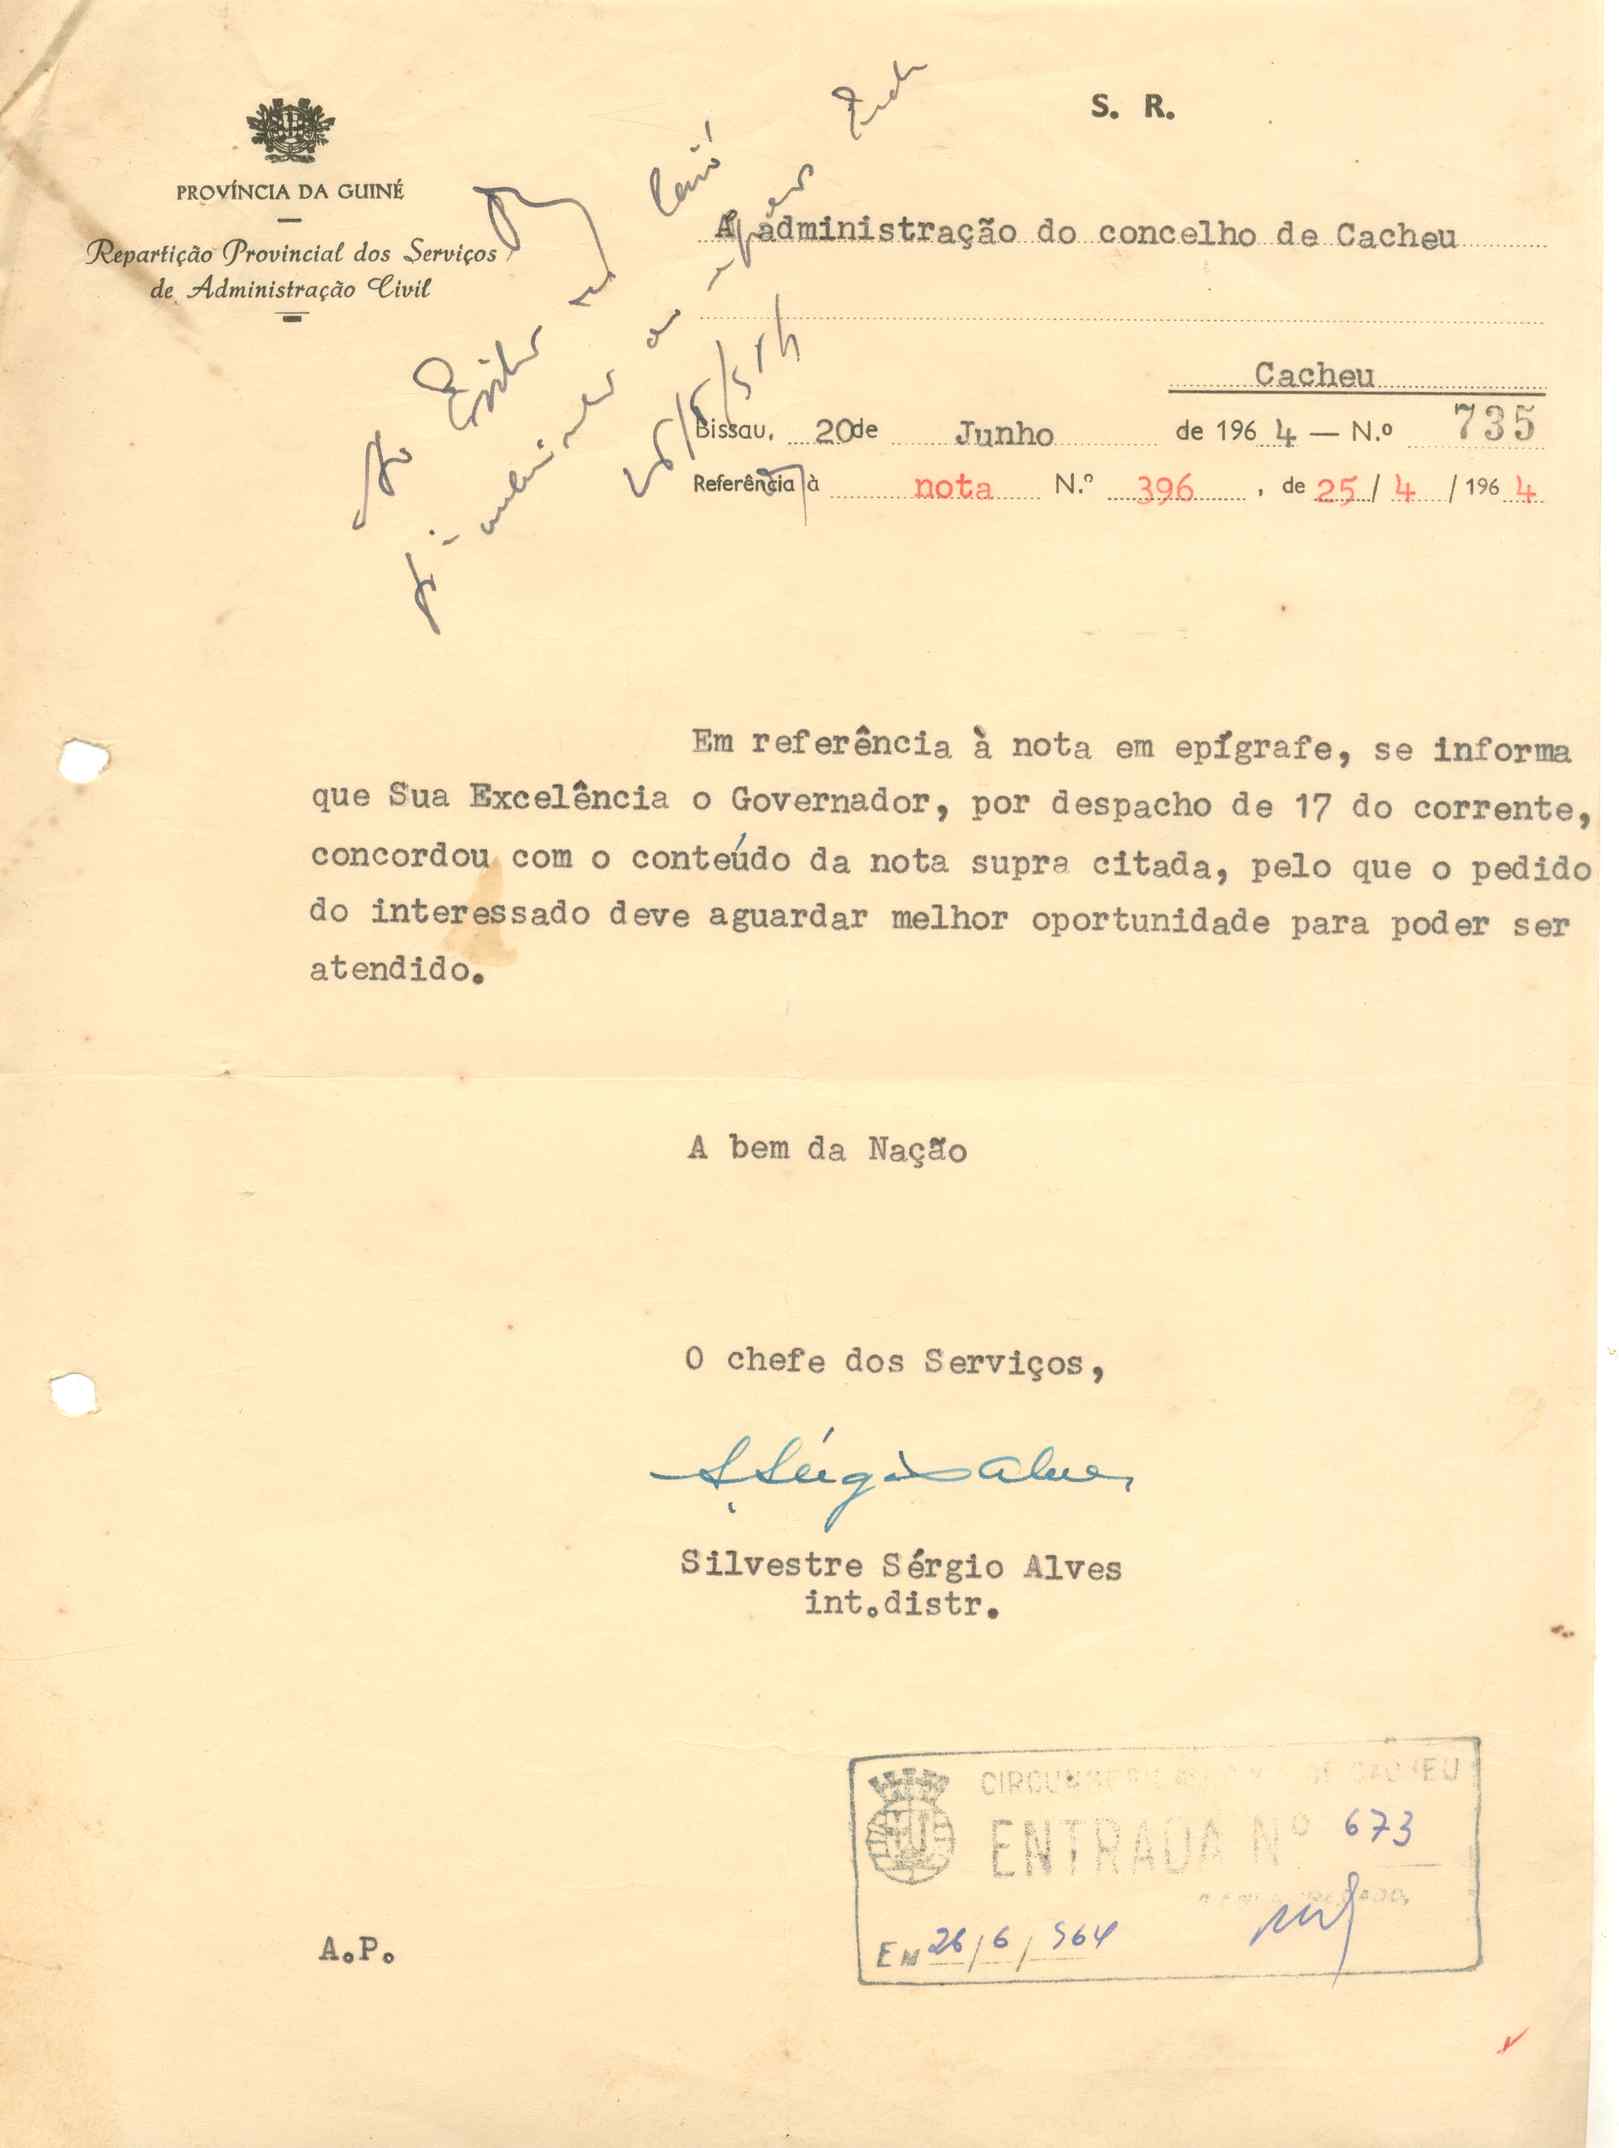 S. R.
PROVÍNCIA DA GUINÉ
Repartição Provincial dos Serviços
de Administração Civil
A administração do concelho de Cacheu
Cacheu
Bissau, 20 de Junho de 1964 — N.º 735
Referência à nota N.º 396, de 25/4/1964
Em referência à nota em epígrafe, se informa
que Sua Excelência o Governador, por despacho de 17 do corrente,
concordou com o conteúdo da nota supra citada, pelo que o pedido
do interessado deve aguardar melhor oportunidade para poder ser
atendido.
A bem da Nação
O chefe dos Serviços,
S. Sérgio Alves
Silvestre Sérgio Alves
int.distr.
DE CACHEU
ENTRADA Nº 673
EM 26/6/964
A.P.